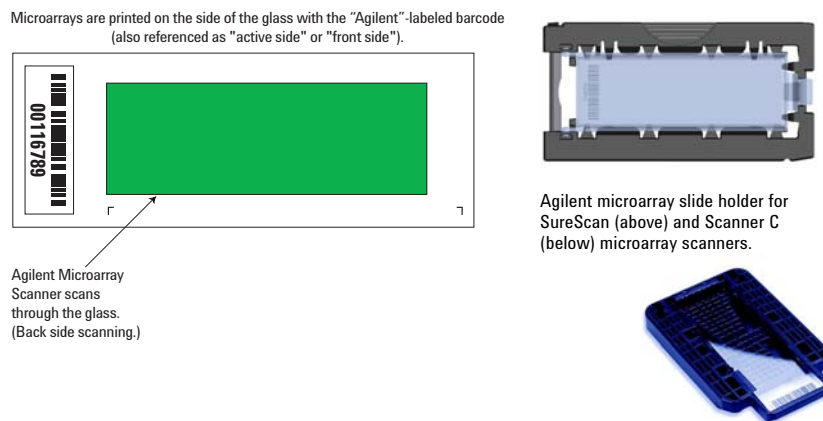 Microarrays are printed on the side of the glass with the “Agilent”-labeled barcode
(also referenced as "active side" or "front side").
00116789
Agilent Microarray
Scanner scans
through the glass.
(Back side scanning.)
Agilent microarray slide holder for
SureScan (above) and Scanner C
(below) microarray scanners.